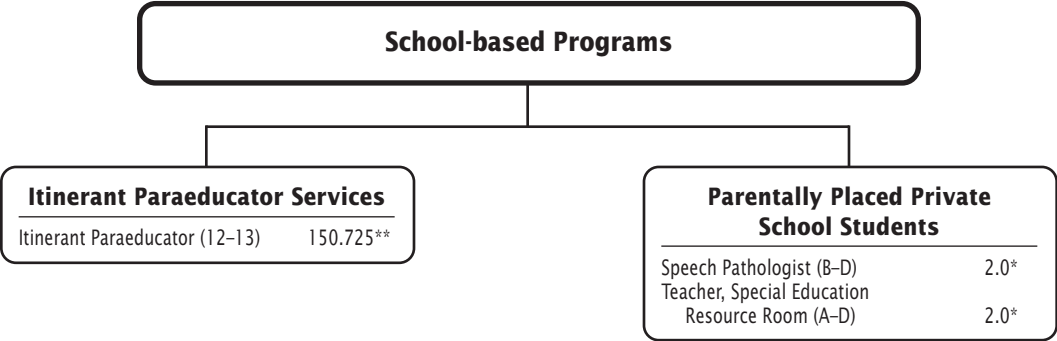 School-based Programs
Itinerant Paraeducator Services
Itinerant Paraeducator (12–13) 150.725**
Parentally Placed Private
School Students
Speech Pathologist (B–D) 2.0*
Teacher, Special Education
Resource Room (A–D) 2.0*